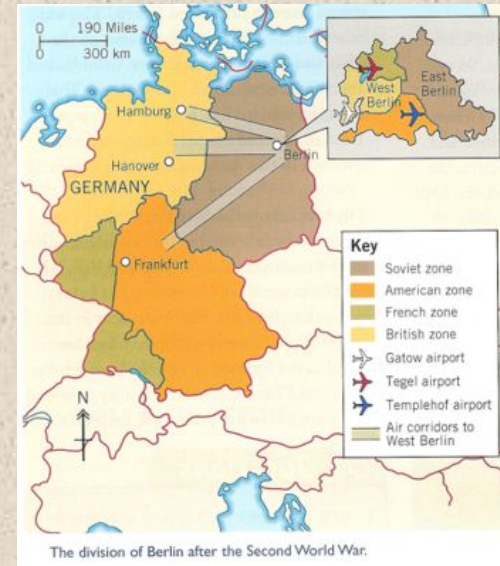 0 190 Miles
0 300 km
Hamburg
Hanover
GERMANY
Berlin
Frankfurt
East
Berlin
West
Berlin
N
Key
Soviet zone
American zone
French zone
British zone
Gatow airport
Tegel airport
Templehof airport
Air corridors to
West Berlin
The division of Berlin after the Second World War.